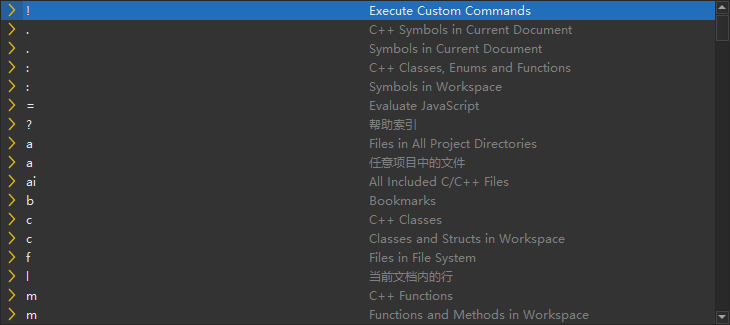 ! Execute Custom Commands
. C++ Symbols in Current Document
. Symbols in Current Document
: C++ Classes, Enums and Functions
: Symbols in Workspace
= Evaluate JavaScript
? 帮助索引
a Files in All Project Directories
a 任意项目中的文件
ai All Included C/C++ Files
b Bookmarks
c C++ Classes
c Classes and Structs in Workspace
f Files in File System
l 当前文档内的行
m C++ Functions
m Functions and Methods in Workspace